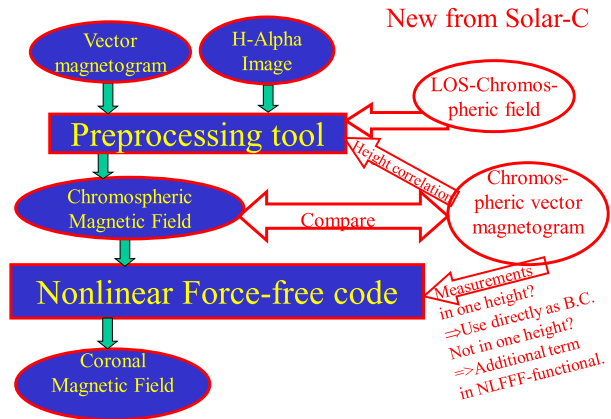 New from Solar-C
Vector
magnetogram
H-Alpha
Image
LOS-Chromos-
pheric field
Preprocessing tool
Height correlation
Chromospheric
Magnetic Field
Compare
Chromos-
pheric vector
magnetogram
Nonlinear Force-free code
Measurements
in one height?
⇒Use directly as B.C.
Not in one height?
=>Additional term
in NLFFF-functional.
Coronal
Magnetic Field